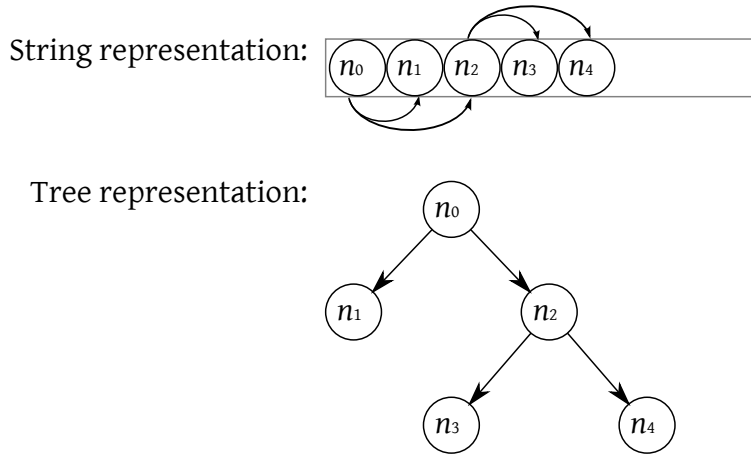 String representation: n0 n1 n2 n3 n4
Tree representation:
n0
n1 n2
n3 n4